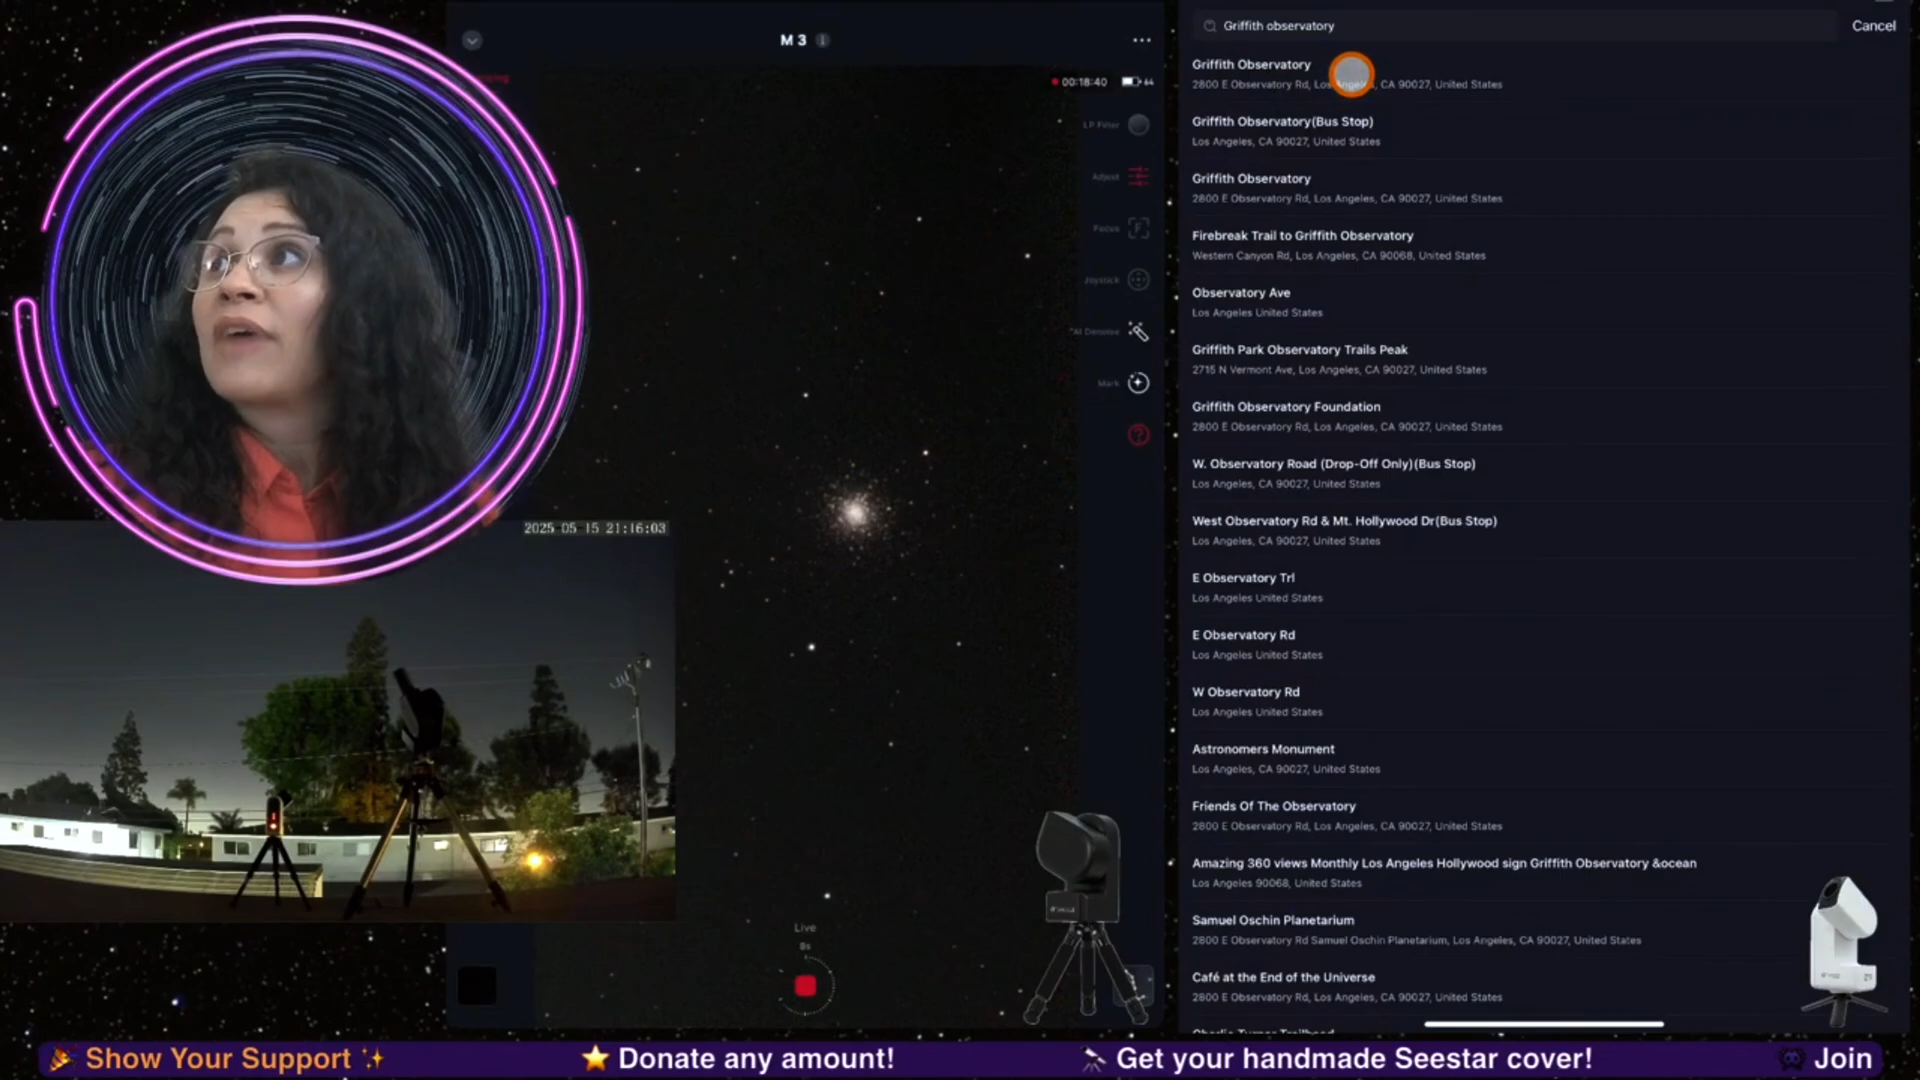 M 3
00:18:40
44
LP Filter
Adjust
Focus
Joystick
AI Denoise
Mark
Live
8s
2025-05-15 21:16:03
Griffith observatory
Cancel
Griffith Observatory
2800 E Observatory Rd, Los Angeles, CA 90027, United States
Griffith Observatory(Bus Stop)
Los Angeles, CA 90027, United States
Griffith Observatory
2800 E Observatory Rd, Los Angeles, CA 90027, United States
Firebreak Trail to Griffith Observatory
Western Canyon Rd, Los Angeles, CA 90068, United States
Observatory Ave
Los Angeles United States
Griffith Park Observatory Trails Peak
2715 N Vermont Ave, Los Angeles, CA 90027, United States
Griffith Observatory Foundation
2800 E Observatory Rd, Los Angeles, CA 90027, United States
W. Observatory Road (Drop-Off Only)(Bus Stop)
Los Angeles, CA 90027, United States
West Observatory Rd & Mt. Hollywood Dr(Bus Stop)
Los Angeles, CA 90027, United States
E Observatory Trl
Los Angeles United States
E Observatory Rd
Los Angeles United States
W Observatory Rd
Los Angeles United States
Astronomers Monument
Los Angeles, CA 90027, United States
Friends Of The Observatory
2800 E Observatory Rd, Los Angeles, CA 90027, United States
Amazing 360 views Monthly Los Angeles Hollywood sign Griffith Observatory &ocean
Los Angeles 90068, United States
Samuel Oschin Planetarium
2800 E Observatory Rd Samuel Oschin Planetarium, Los Angeles, CA 90027, United States
Café at the End of the Universe
2800 E Observatory Rd, Los Angeles, CA 90027, United States
Show Your Support
Donate any amount!
Get your handmade Seestar cover!
Join